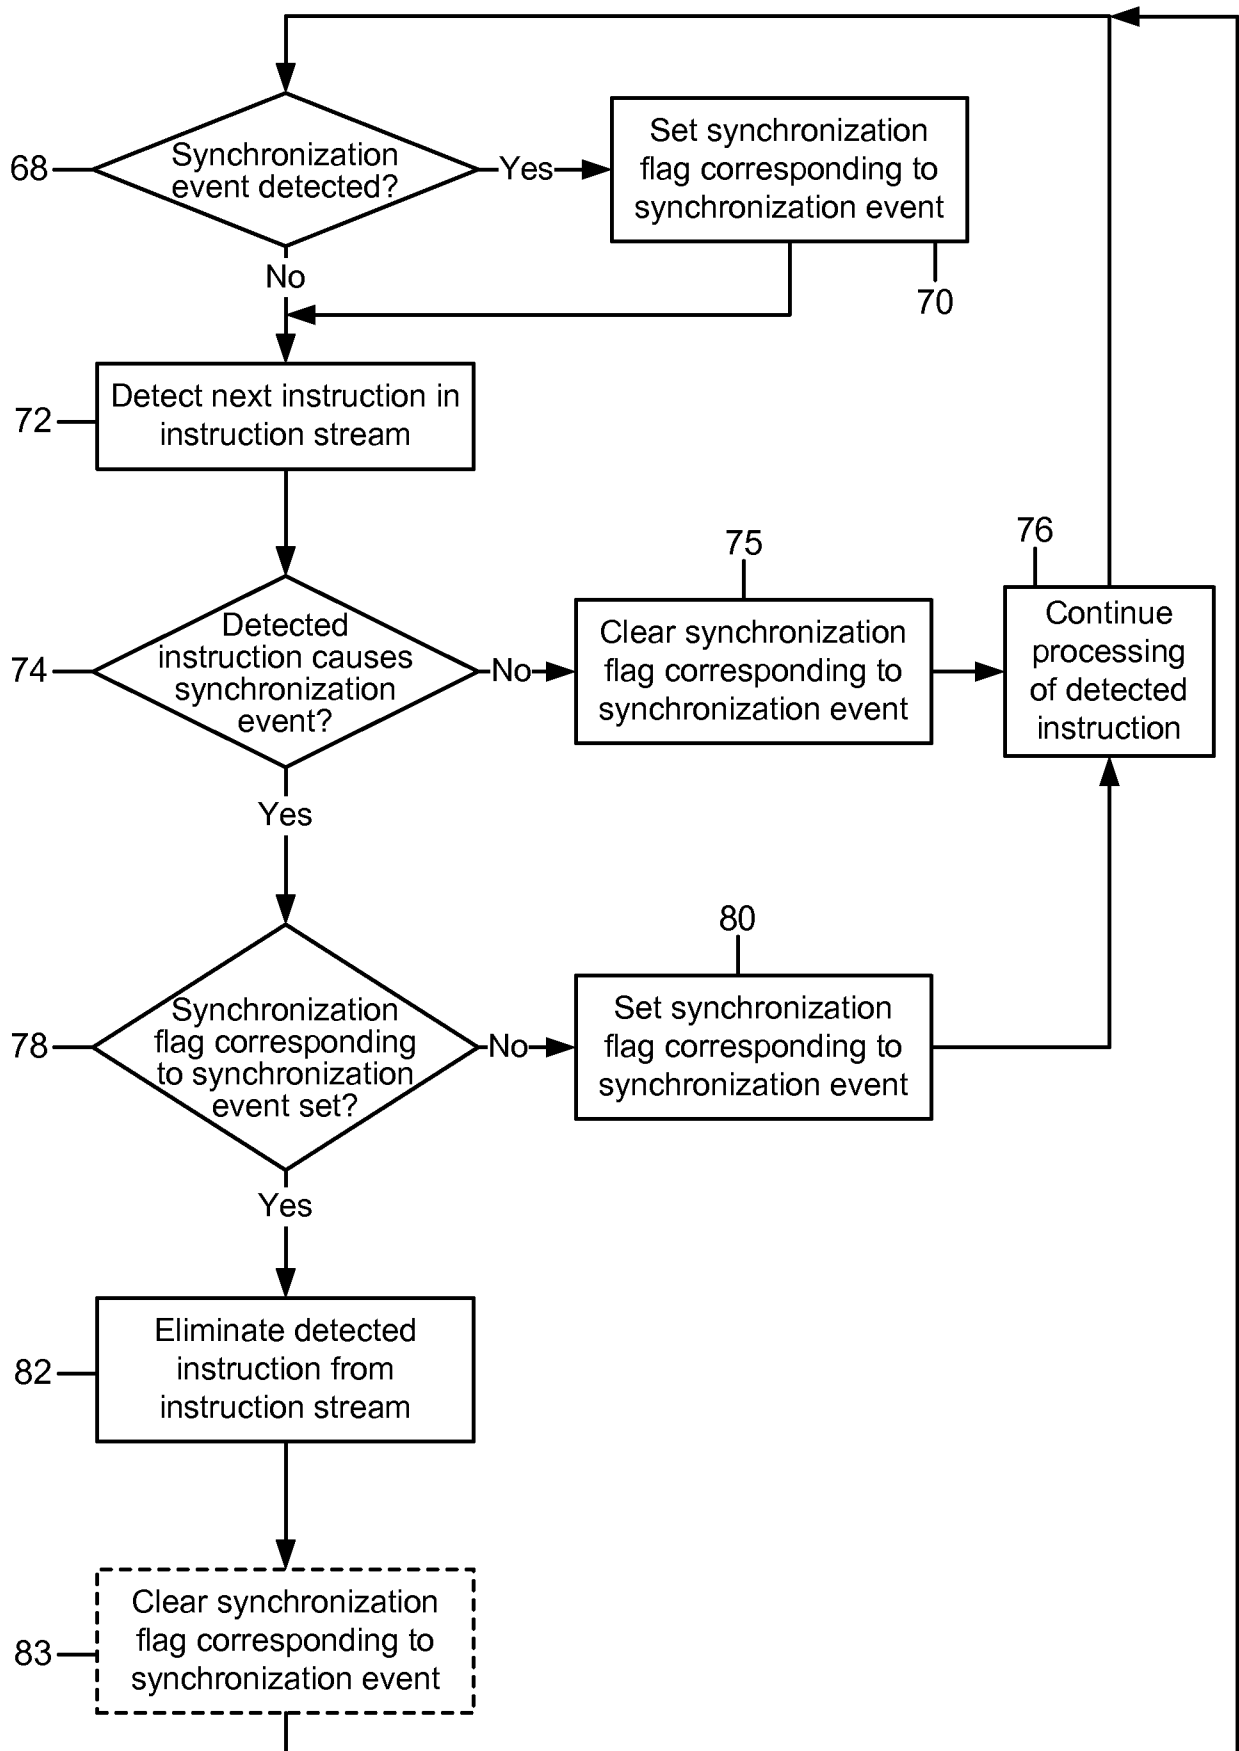 68
Synchronization
event detected?
Yes
Set synchronization
flag corresponding to
synchronization event
70
No
72
Detect next instruction in
instruction stream
74
Detected
instruction causes
synchronization
event?
No
75
Clear synchronization
flag corresponding to
synchronization event
76
Continue
processing
of detected
instruction
Yes
78
Synchronization
flag corresponding
to synchronization
event set?
No
80
Set synchronization
flag corresponding to
synchronization event
Yes
82
Eliminate detected
instruction from
instruction stream
83
Clear synchronization
flag corresponding to
synchronization event